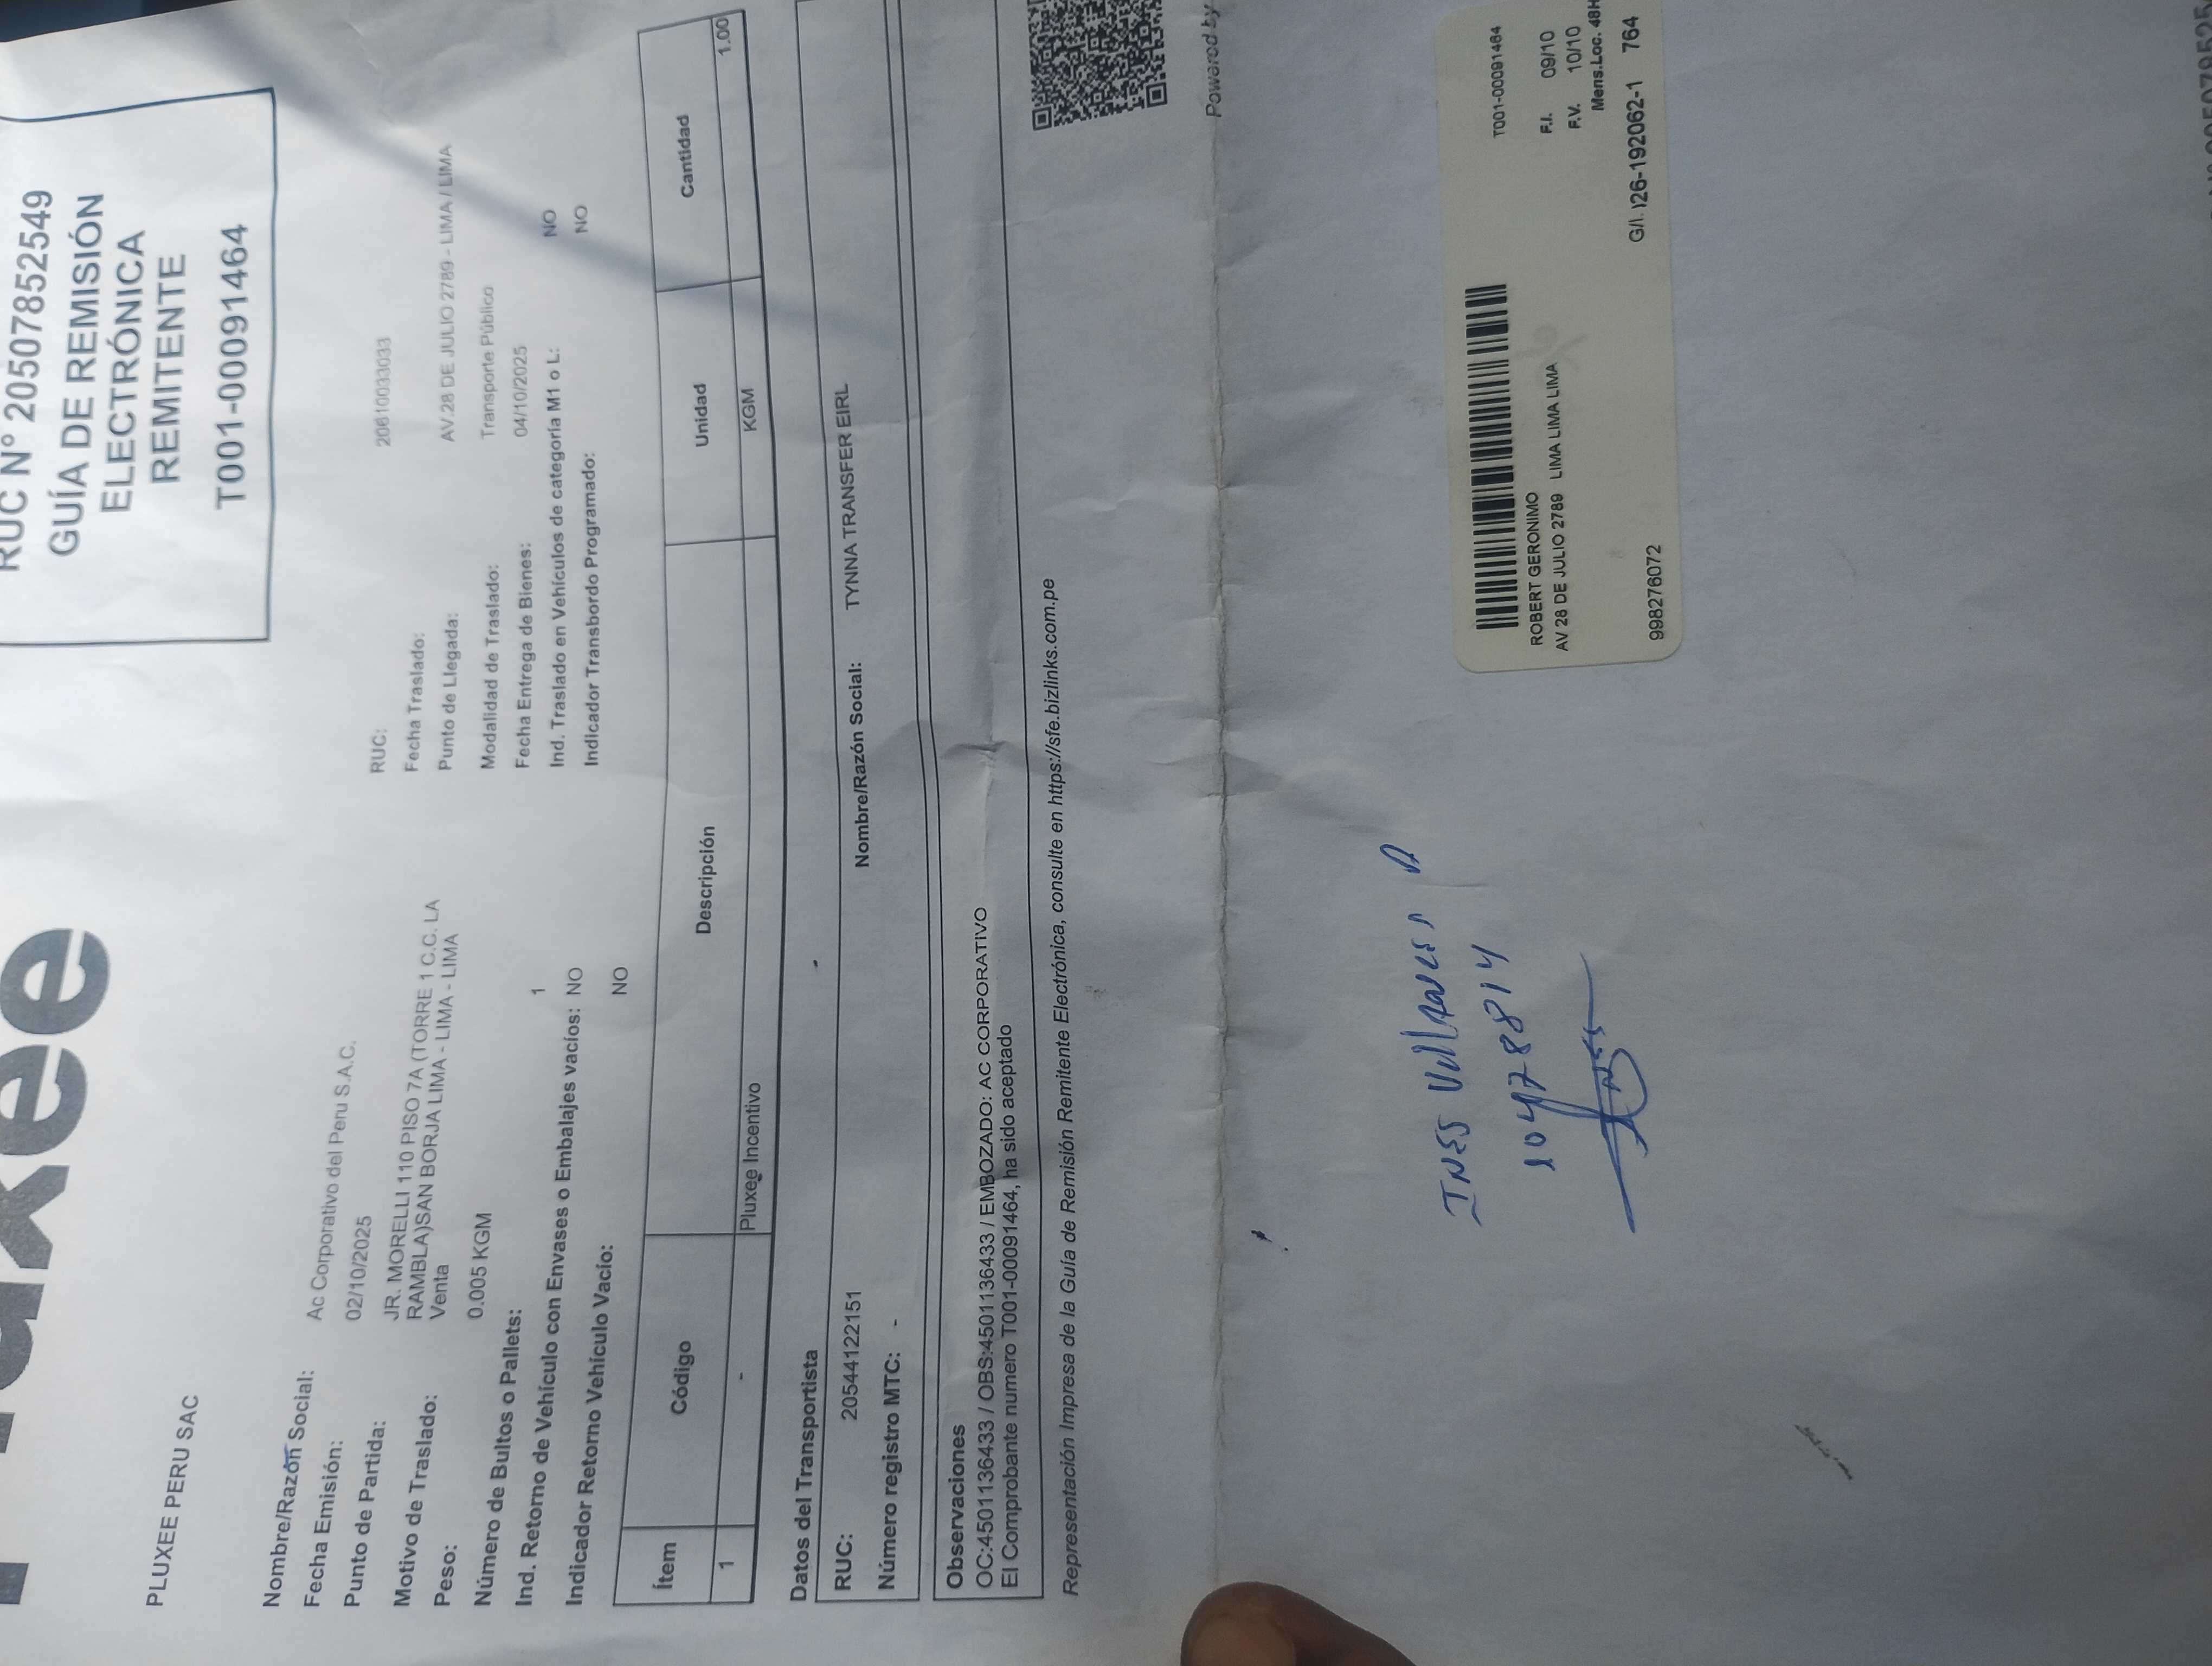 RUC N° 20507852549
GUÍA DE REMISIÓN
ELECTRÓNICA
REMITENTE
T001-00091464
PLUXEE PERU SAC
Nombre/Razón Social: Ac Corporativo del Peru S.A.C. RUC: 20610033033
Fecha Emisión: 02/10/2025 Fecha Traslado:
Punto de Partida: JR. MORELLI 110 PISO 7A (TORRE 1 C.C. LA RAMBLA)SAN BORJA LIMA - LIMA - LIMA Punto de Llegada: AV.28 DE JULIO 2789 - LIMA / LIMA
Motivo de Traslado: Venta Modalidad de Traslado: Transporte Público
Peso: 0.005 KGM Fecha Entrega de Bienes: 04/10/2025
Número de Bultos o Pallets: 1 Ind. Traslado en Vehículos de categoría M1 o L: NO
Ind. Retorno de Vehículo con Envases o Embalajes vacíos: NO Indicador Transbordo Programado: NO
Indicador Retorno Vehículo Vacío: NO
Ítem Código Descripción Unidad Cantidad
1 - Pluxee Incentivo KGM 1.00
Datos del Transportista
RUC: 20544122151 Nombre/Razón Social: TYNNA TRANSFER EIRL
Número registro MTC: -
Observaciones
OC:4501136433 / OBS:4501136433 / EMBOZADO: AC CORPORATIVO
El Comprobante numero T001-00091464, ha sido aceptado
Representación Impresa de la Guía de Remisión Remitente Electrónica, consulte en https://sfe.bizlinks.com.pe
Powered by
T001-00091464
ROBERT GERONIMO F.I. 09/10
AV 28 DE JULIO 2789 LIMA LIMA LIMA F.V. 10/10
Mens.Loc. 48H
998276072 G/I. 126-192062-1 764
INES
10478814